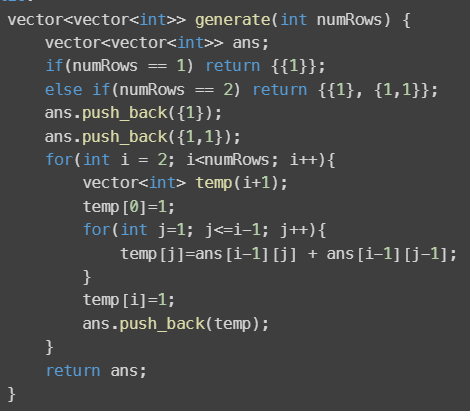 vector<vector<int>> generate(int numRows) {
    vector<vector<int>> ans;
    if(numRows == 1) return {{1}};
    else if(numRows == 2) return {{1}, {1,1}};
    ans.push_back({1});
    ans.push_back({1,1});
    for(int i = 2; i<numRows; i++){
        vector<int> temp(i+1);
        temp[0]=1;
        for(int j=1; j<=i-1; j++){
            temp[j]=ans[i-1][j] + ans[i-1][j-1];
        }
        temp[i]=1;
        ans.push_back(temp);
    }
    return ans;
}